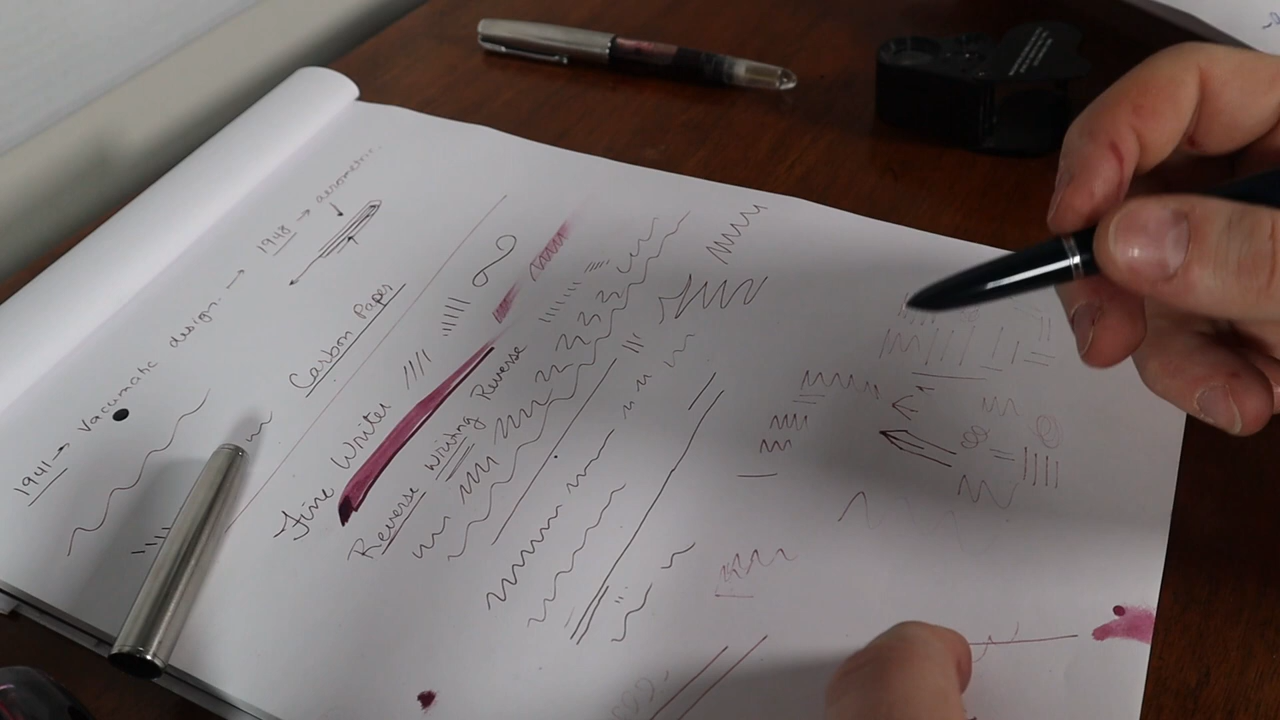 1941 → Vacumatic design. → 1948 → aerometric.
Carbon Paper
Fine Writer
Reverse Writing Reverse